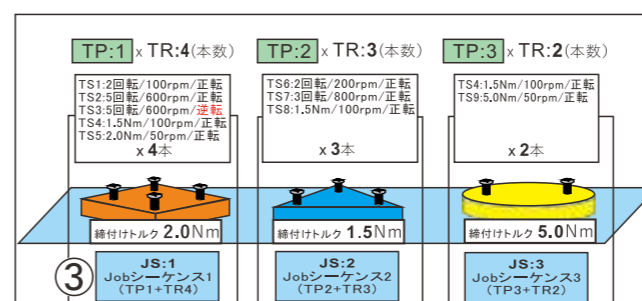 TP:1 x TR:4(本数)
TS1:2回転/100rpm/正転
TS2:5回転/600rpm/正転
TS3:5回転/600rpm/逆転
TS4:1.5Nm/100rpm/正転
TS5:2.0Nm/50rpm/正転
x 4本
締付けトルク 2.0Nm
JS:1
Jobシーケンス1
(TP1+TR4)
TP:2 x TR:3(本数)
TS6:2回転/200rpm/正転
TS7:3回転/800rpm/正転
TS8:1.5Nm/100rpm/正転
x 3本
締付けトルク 1.5Nm
JS:2
Jobシーケンス2
(TP2+TR3)
TP:3 x TR:2(本数)
TS4:1.5Nm/100rpm/正転
TS9:5.0Nm/50rpm/正転
x 2本
締付けトルク 5.0Nm
JS:3
Jobシーケンス3
(TP3+TR2)
③